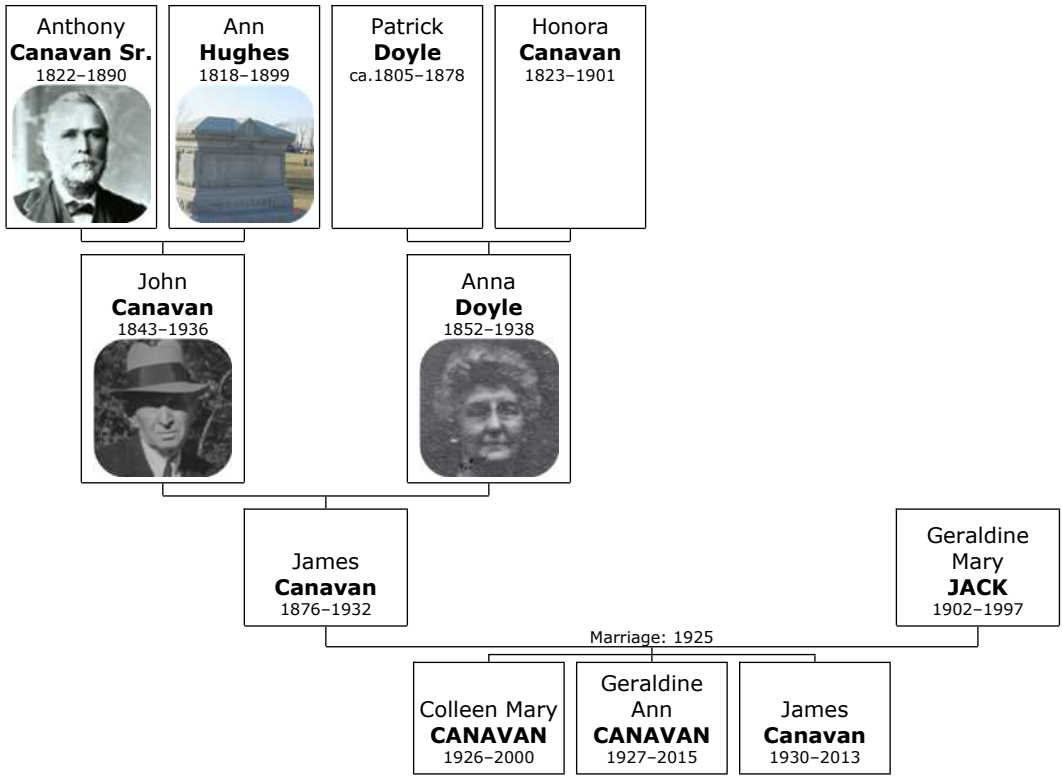 Anthony
Canavan Sr.
1822–1890
Ann
Hughes
1818–1899
Patrick
Doyle
ca.1805–1878
Honora
Canavan
1823–1901
John
Canavan
1843–1936
Anna
Doyle
1852–1938
James
Canavan
1876–1932
Geraldine
Mary
JACK
1902–1997
Marriage: 1925
Colleen Mary
CANAVAN
1926–2000
Geraldine
Ann
CANAVAN
1927–2015
James
Canavan
1930–2013